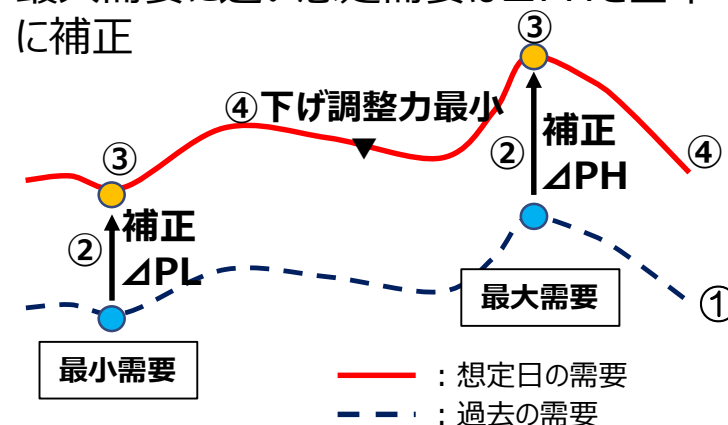 に補正
③
④下げ調整力最小
補正
②
⊿PH
④
③
補正
②
⊿PL
最大需要
①
最小需要
：想定日の需要
：過去の需要